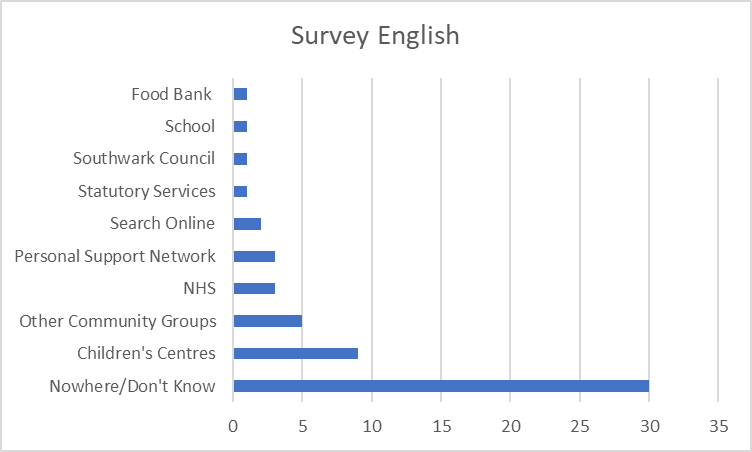 Survey English
Food Bank
School
Southwark Council
Statutory Services
Search Online
Personal Support Network
NHS
Other Community Groups
Children's Centres
Nowhere/Don't Know
0 5 10 15 20 25 30 35